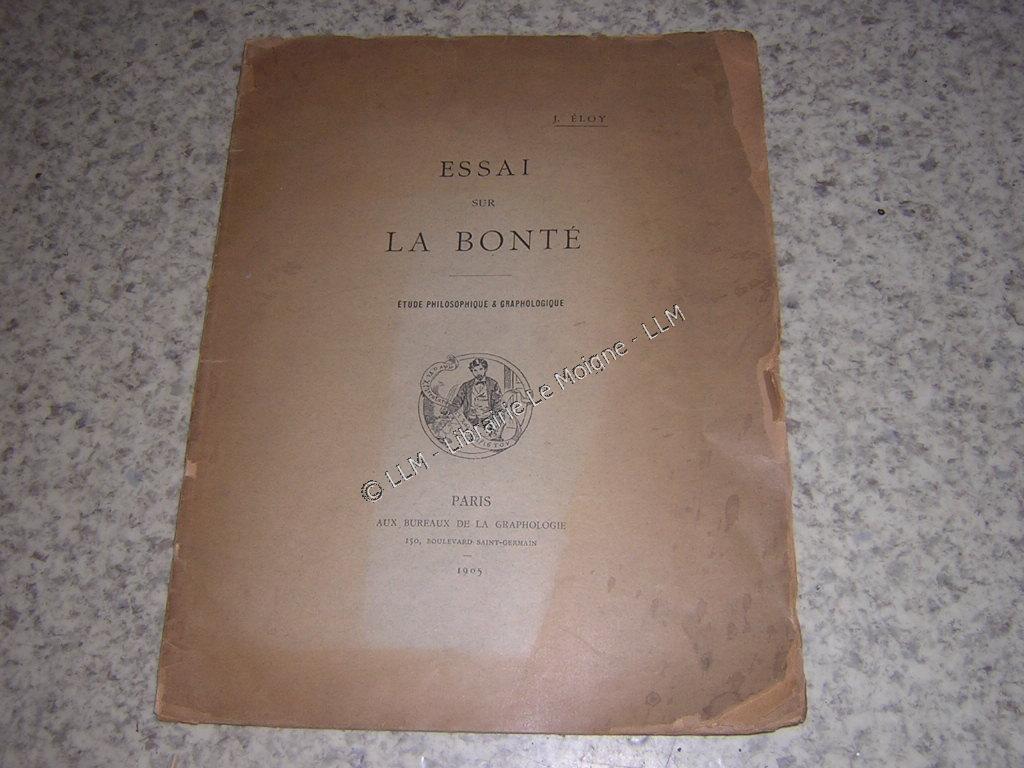 J. ÉLOY
ESSAI
SUR
LA BONTÉ
ÉTUDE PHILOSOPHIQUE & GRAPHOLOGIQUE
© LLM - Librairie Le Moigne - LLM
PARIS
AUX BUREAUX DE LA GRAPHOLOGIE
150, BOULEVARD SAINT-GERMAIN
1905